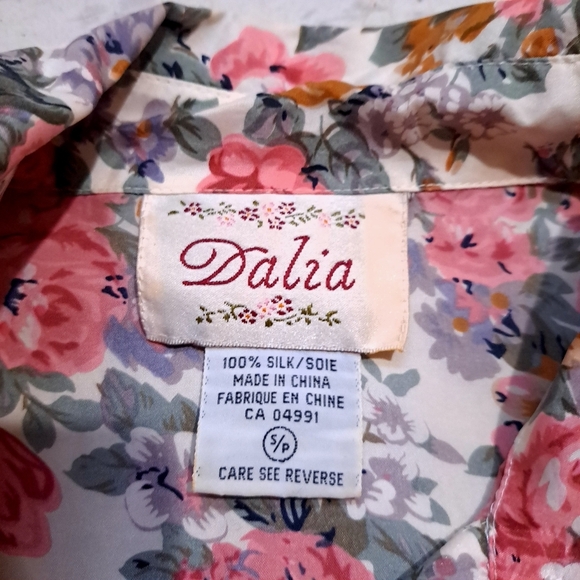 Dalia
100% SILK/SOIE
MADE IN CHINA
FABRIQUE EN CHINE
CA 04991
S/P
CARE SEE REVERSE